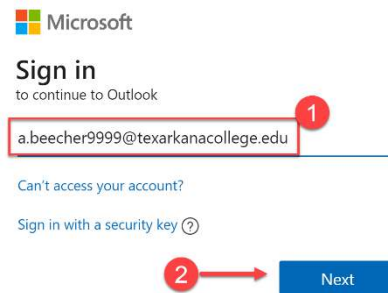 Microsoft
Sign in
to continue to Outlook
1
a.beecher9999@texarkanacollege.edu
Can't access your account?
Sign in with a security key ?
2
Next